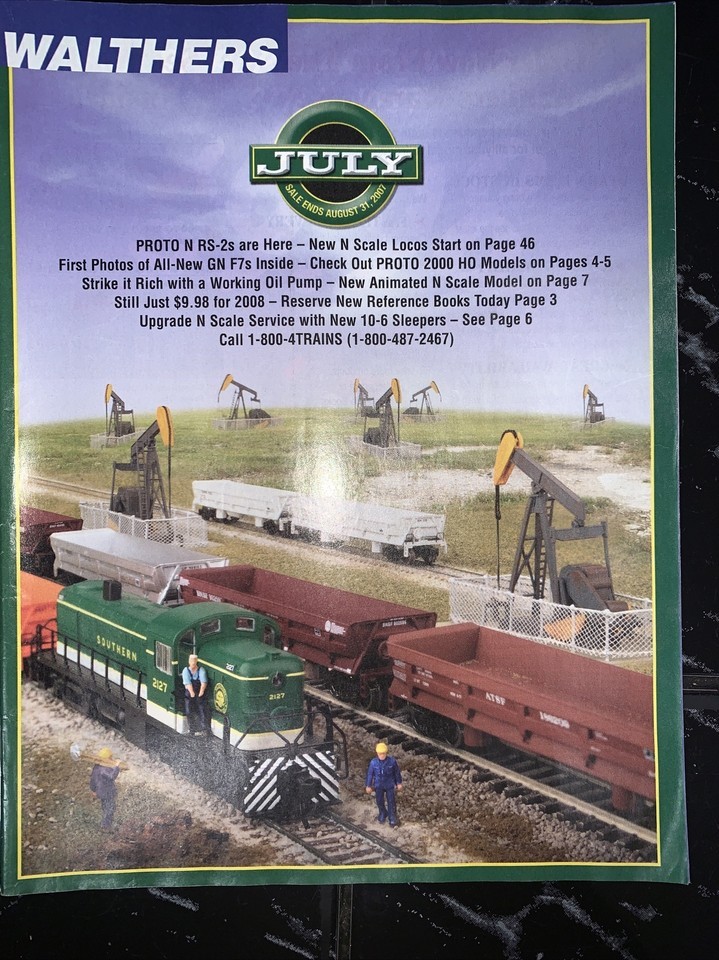 WALTHERS
JULY
SALE ENDS AUGUST 31, 2007
PROTO N RS-2s are Here – New N Scale Locos Start on Page 46
First Photos of All-New GN F7s Inside – Check Out PROTO 2000 HO Models on Pages 4-5
Strike it Rich with a Working Oil Pump – New Animated N Scale Model on Page 7
Still Just $9.98 for 2008 – Reserve New Reference Books Today Page 3
Upgrade N Scale Service with New 10-6 Sleepers – See Page 6
Call 1-800-4TRAINS (1-800-487-2467)
SOUTHERN
2127
227
2127
ATSF